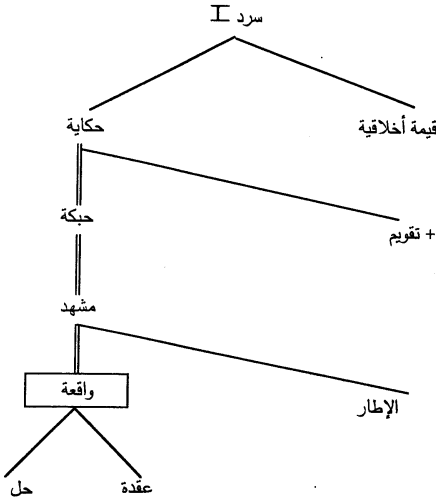 سرد I
قيمة أخلاقية
حكاية
حبكة
+ تقويم
مشهد
واقعة
الإطار
عقدة
حل